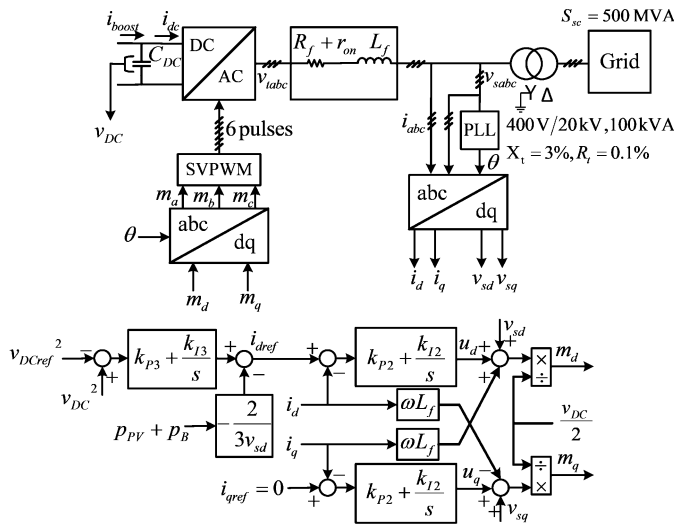 i_boost i_dc
C_DC
v_DC
DC
AC
v_tabc
R_f + r_on L_f
v_sabc
S_sc = 500 MVA
Grid
Y Δ
400V/20kV,100kVA
X_t = 3%, R_t = 0.1%
i_abc
PLL
θ
6 pulses
SVPWM
m_a m_b m_c
θ
abc
dq
m_d m_q
abc
dq
i_d i_q v_sd v_sq
v_DCref^2
−
+
v_DC^2
k_P3 + k_I3/s
+
−
i_dref
p_PV + p_B
−2/(3v_sd)
+
−
k_P2 + k_I2/s
u_d
+
+
+
v_sd
×
÷
m_d
i_d
ωL_f
i_q
ωL_f
v_DC/2
i_qref = 0
+
−
k_P2 + k_I2/s
u_q
−
+
+
v_sq
÷
×
m_q